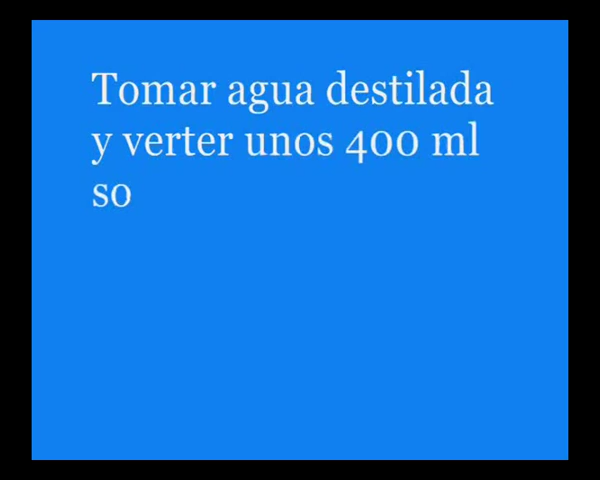 Tomar agua destilada
y verter unos 400 ml
so